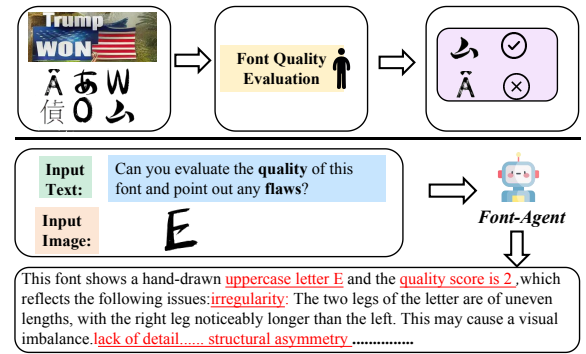 Trump
WON
Ā あ W
債 O ム
Font Quality
Evaluation
ム
Ā
Input
Text:
Can you evaluate the quality of this
font and point out any flaws?
Input
Image:
E
Font-Agent
This font shows a hand-drawn uppercase letter E and the quality score is 2 ,which
reflects the following issues:irregularity: The two legs of the letter are of uneven
lengths, with the right leg noticeably longer than the left. This may cause a visual
imbalance.lack of detail...... structural asymmetry ...............